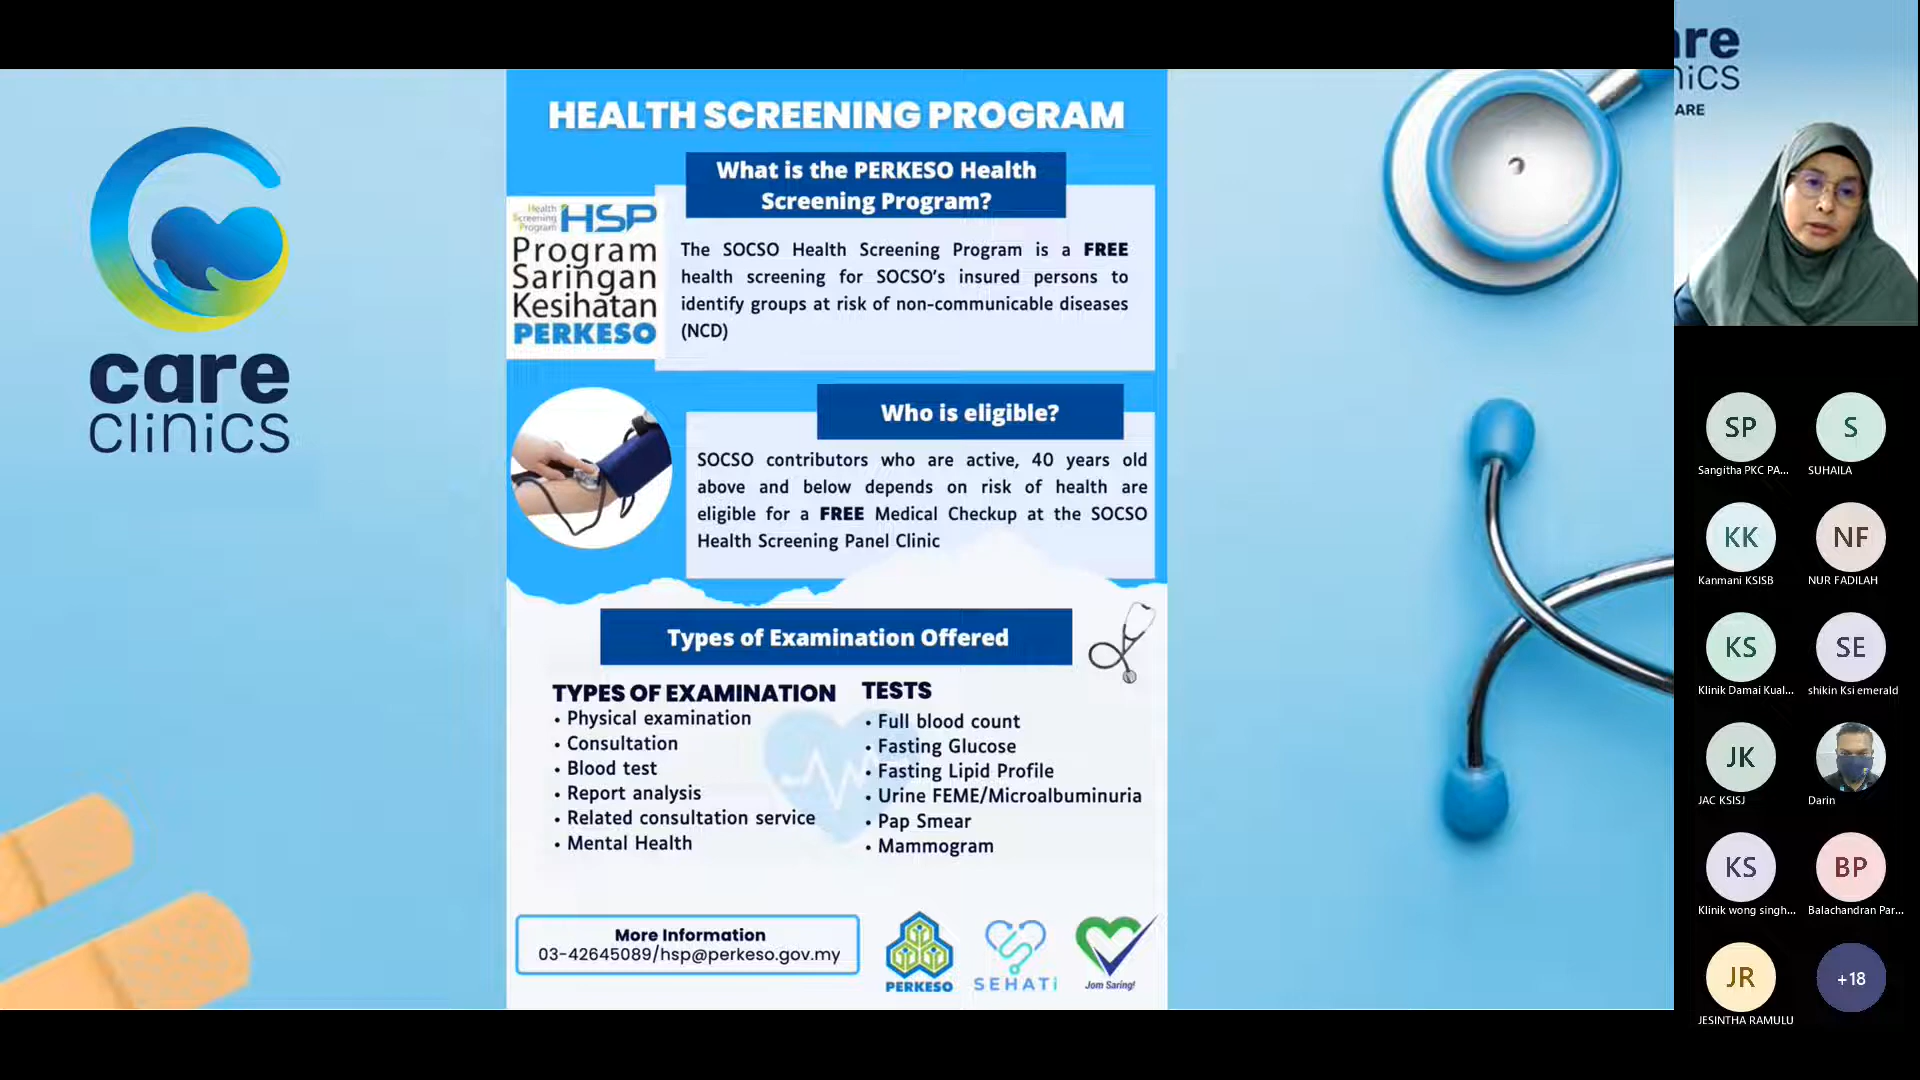 care
clinics
HEALTH SCREENING PROGRAM
What is the PERKESO Health
Screening Program?
Health
Screening
Program
HSP
Program
Saringan
Kesihatan
PERKESO
The SOCSO Health Screening Program is a FREE
health screening for SOCSO's insured persons to
identify groups at risk of non-communicable diseases
(NCD)
Who is eligible?
SOCSO contributors who are active, 40 years old
above and below depends on risk of health are
eligible for a FREE Medical Checkup at the SOCSO
Health Screening Panel Clinic
Types of Examination Offered
TYPES OF EXAMINATION
• Physical examination
• Consultation
• Blood test
• Report analysis
• Related consultation service
• Mental Health
TESTS
• Full blood count
• Fasting Glucose
• Fasting Lipid Profile
• Urine FEME/Microalbuminuria
• Pap Smear
• Mammogram
More Information
03-42645089/hsp@perkeso.gov.my
PERKESO
SEHATi
Jom Saring!
are
nics
ARE
SP
Sangitha PKC PA...
S
SUHAILA
KK
Kanmani KSISB
NF
NUR FADILAH
KS
Klinik Damai Kual...
SE
shikin Ksi emerald
JK
JAC KSISJ
Darin
KS
Klinik wong singh...
BP
Balachandran Par...
JR
JESINTHA RAMULU
+18